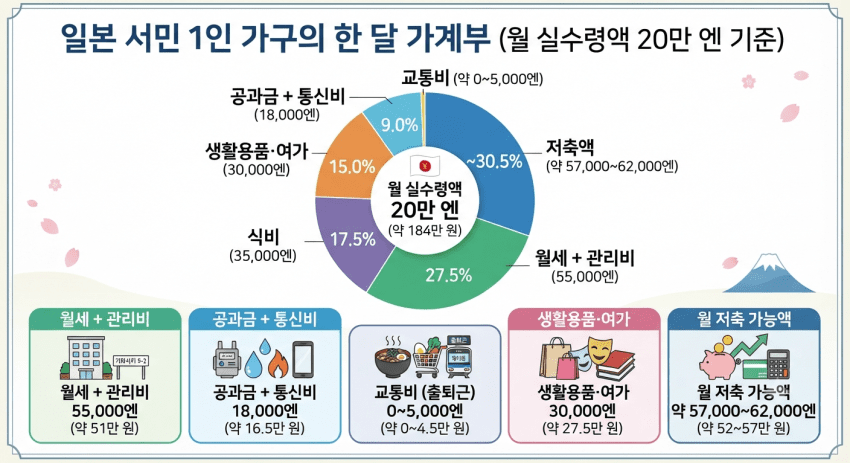 일본 서민 1인 가구의 한 달 가계부 (월 실수령액 20만 엔 기준)
교통비 (약 0~5,000엔)
공과금 + 통신비
(18,000엔)
9.0%
생활용품·여가
(30,000엔)
15.0%
~30.5%
저축액
(약 57,000~62,000엔)
월 실수령액
20만 엔
(약 184만 원)
식비
(35,000엔)
17.5%
27.5%
월세 + 관리비
(55,000엔)
월세 + 관리비
월세 + 관리비
55,000엔
(약 51만 원)
공과금 + 통신비
공과금 + 통신비
18,000엔
(약 16.5만 원)
출퇴근
교통비 (출퇴근)
0~5,000엔
(약 0~4.5만 원)
생활용품·여가
생활용품·여가
30,000엔
(약 27.5만 원)
월 저축 가능액
월 저축 가능액
약 57,000~62,000엔
(약 52~57만 원)